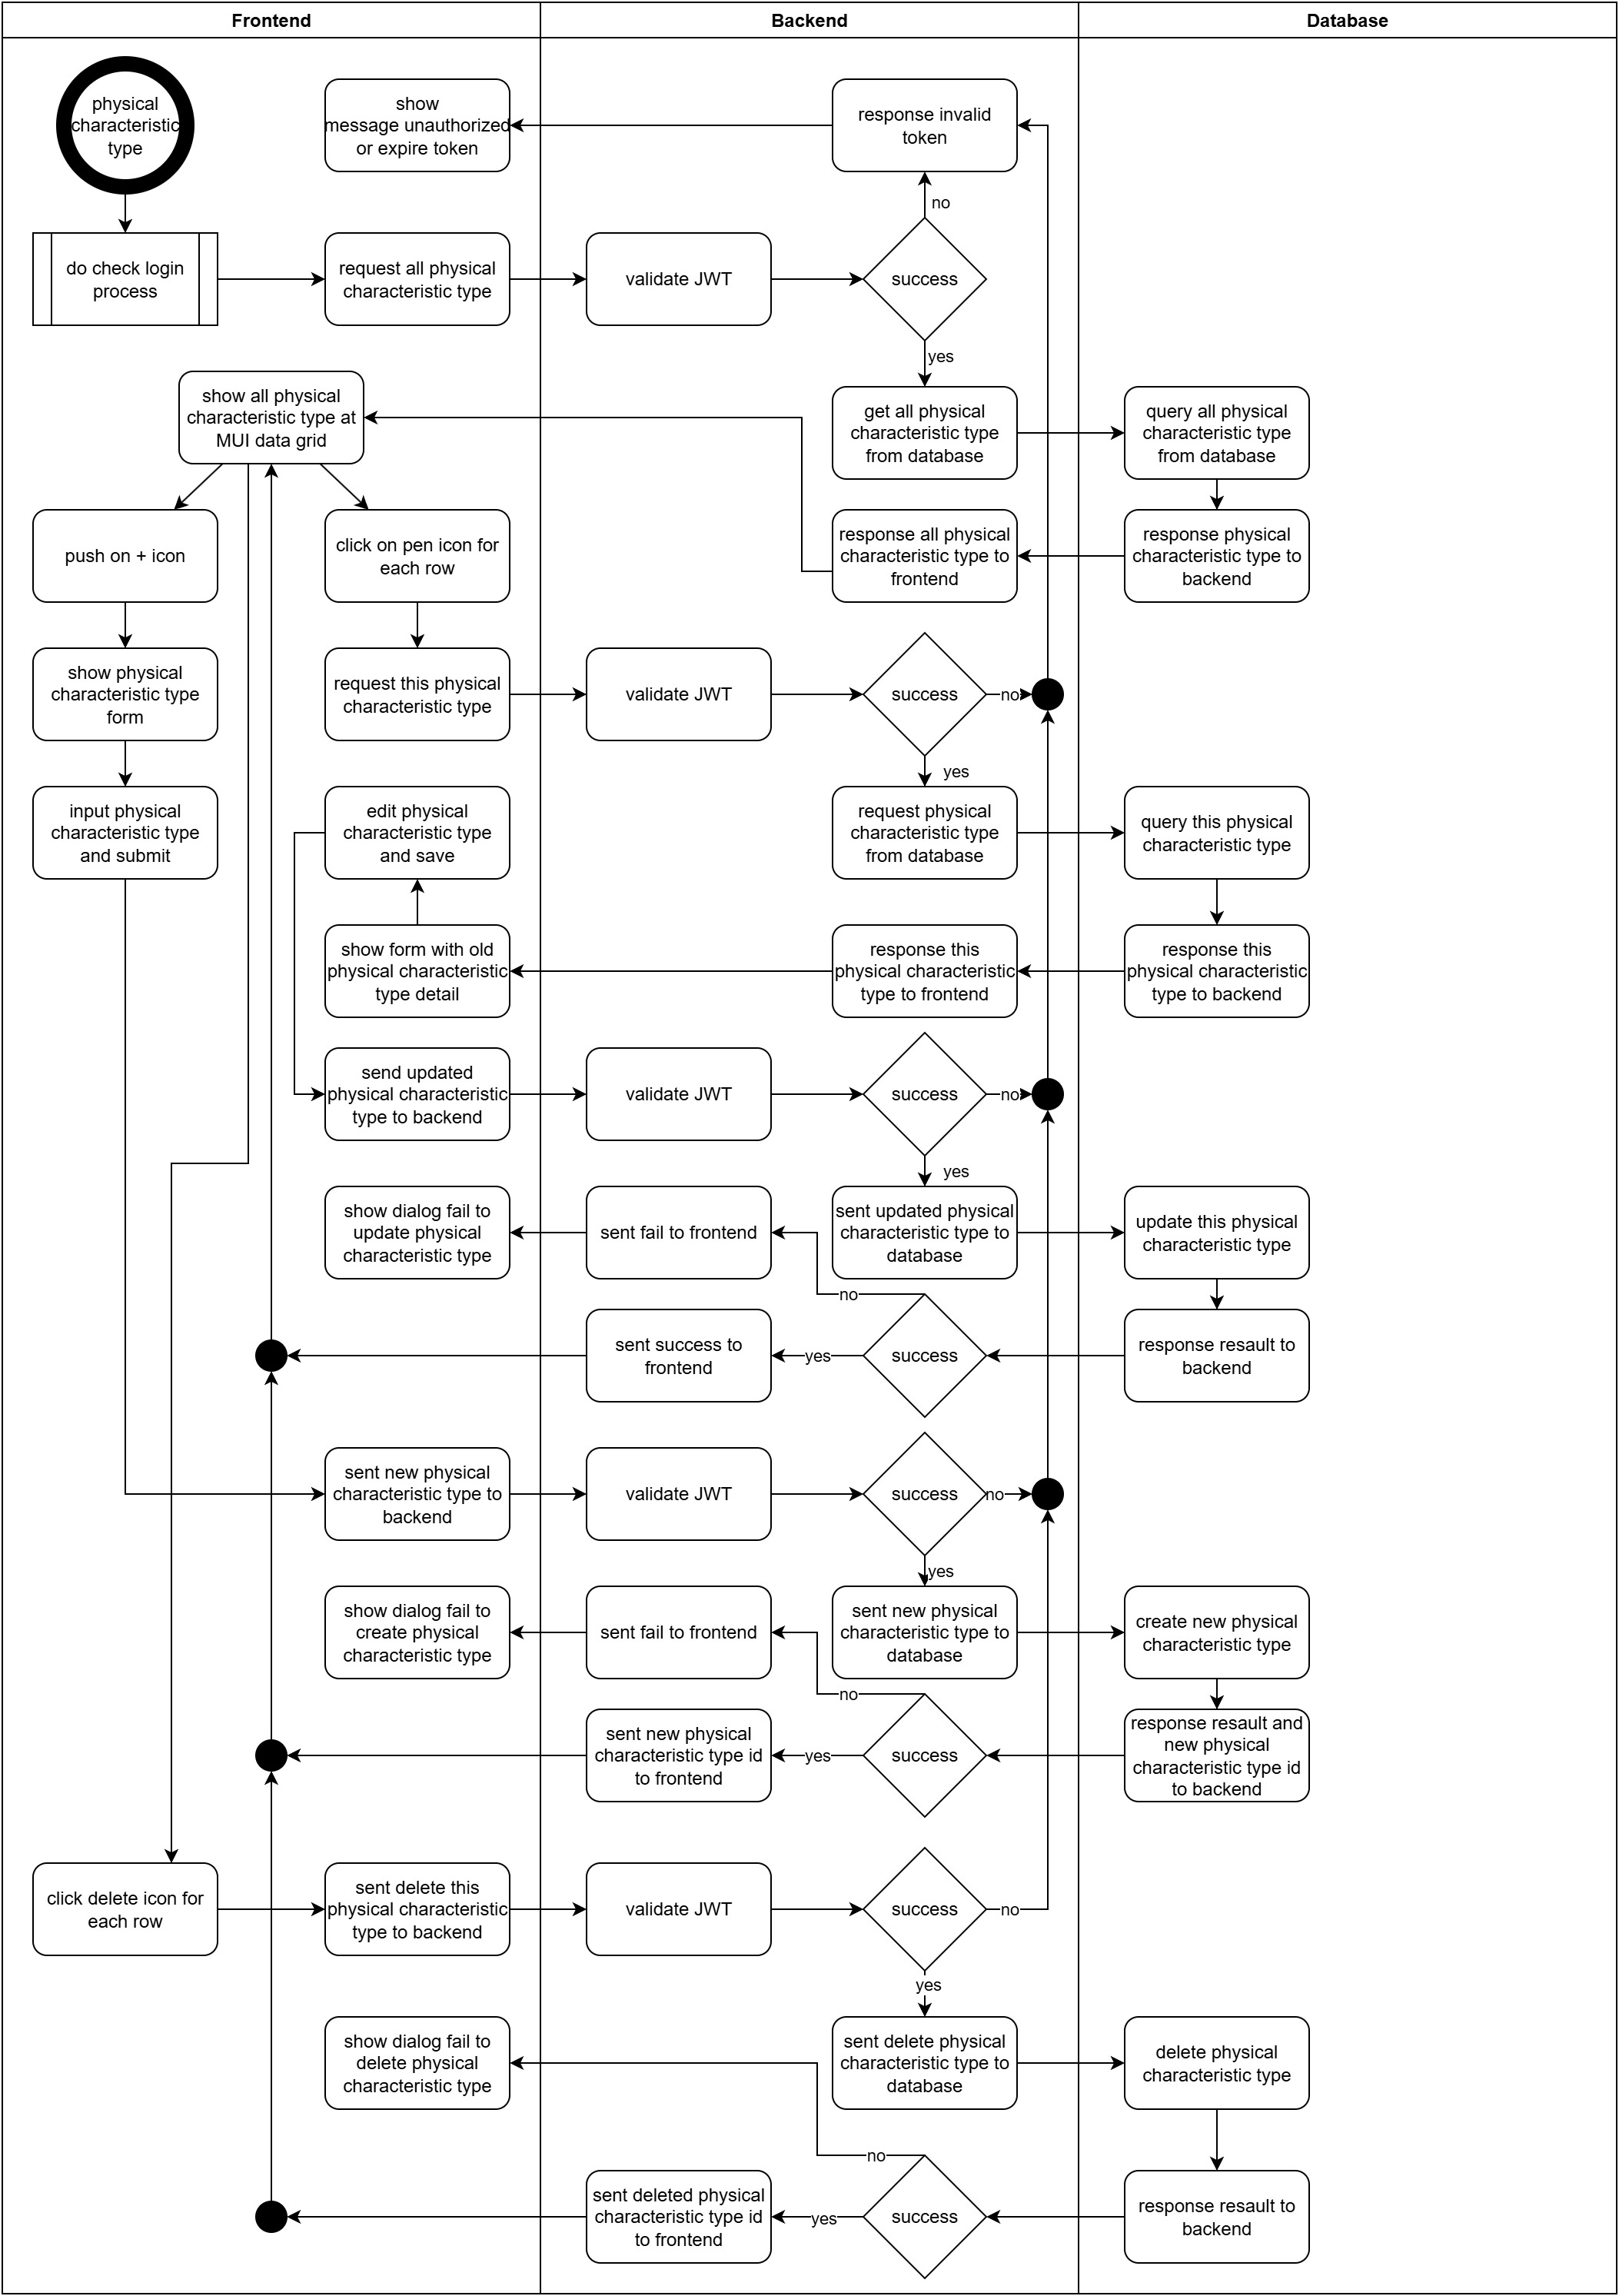 Frontend
Backend
Database
physical
characteristic
type
show
message unauthorized
or expire token
response invalid
token
no
do check login
process
request all physical
characteristic type
validate JWT
success
yes
show all physical
characteristic type at
MUI data grid
get all physical
characteristic type
from database
query all physical
characteristic type
from database
push on + icon
click on pen icon for
each row
response all physical
characteristic type to
frontend
response physical
characteristic type to
backend
show physical
characteristic type
form
request this physical
characteristic type
validate JWT
success
no
yes
input physical
characteristic type
and submit
edit physical
characteristic type
and save
request physical
characteristic type
from database
query this physical
characteristic type
show form with old
physical characteristic
type detail
response this
physical characteristic
type to frontend
response this
physical characteristic
type to backend
send updated
physical characteristic
type to backend
validate JWT
success
no
yes
show dialog fail to
update physical
characteristic type
sent fail to frontend
sent updated physical
characteristic type to
database
update this physical
characteristic type
no
sent success to
frontend
yes
success
response resault to
backend
sent new physical
characteristic type to
backend
validate JWT
success
no
yes
show dialog fail to
create physical
characteristic type
sent fail to frontend
sent new physical
characteristic type to
database
create new physical
characteristic type
no
sent new physical
characteristic type id
to frontend
yes
success
response resault and
new physical
characteristic type id
to backend
click delete icon for
each row
sent delete this
physical characteristic
type to backend
validate JWT
success
no
yes
show dialog fail to
delete physical
characteristic type
sent delete physical
characteristic type to
database
delete physical
characteristic type
no
sent deleted physical
characteristic type id
to frontend
yes
success
response resault to
backend